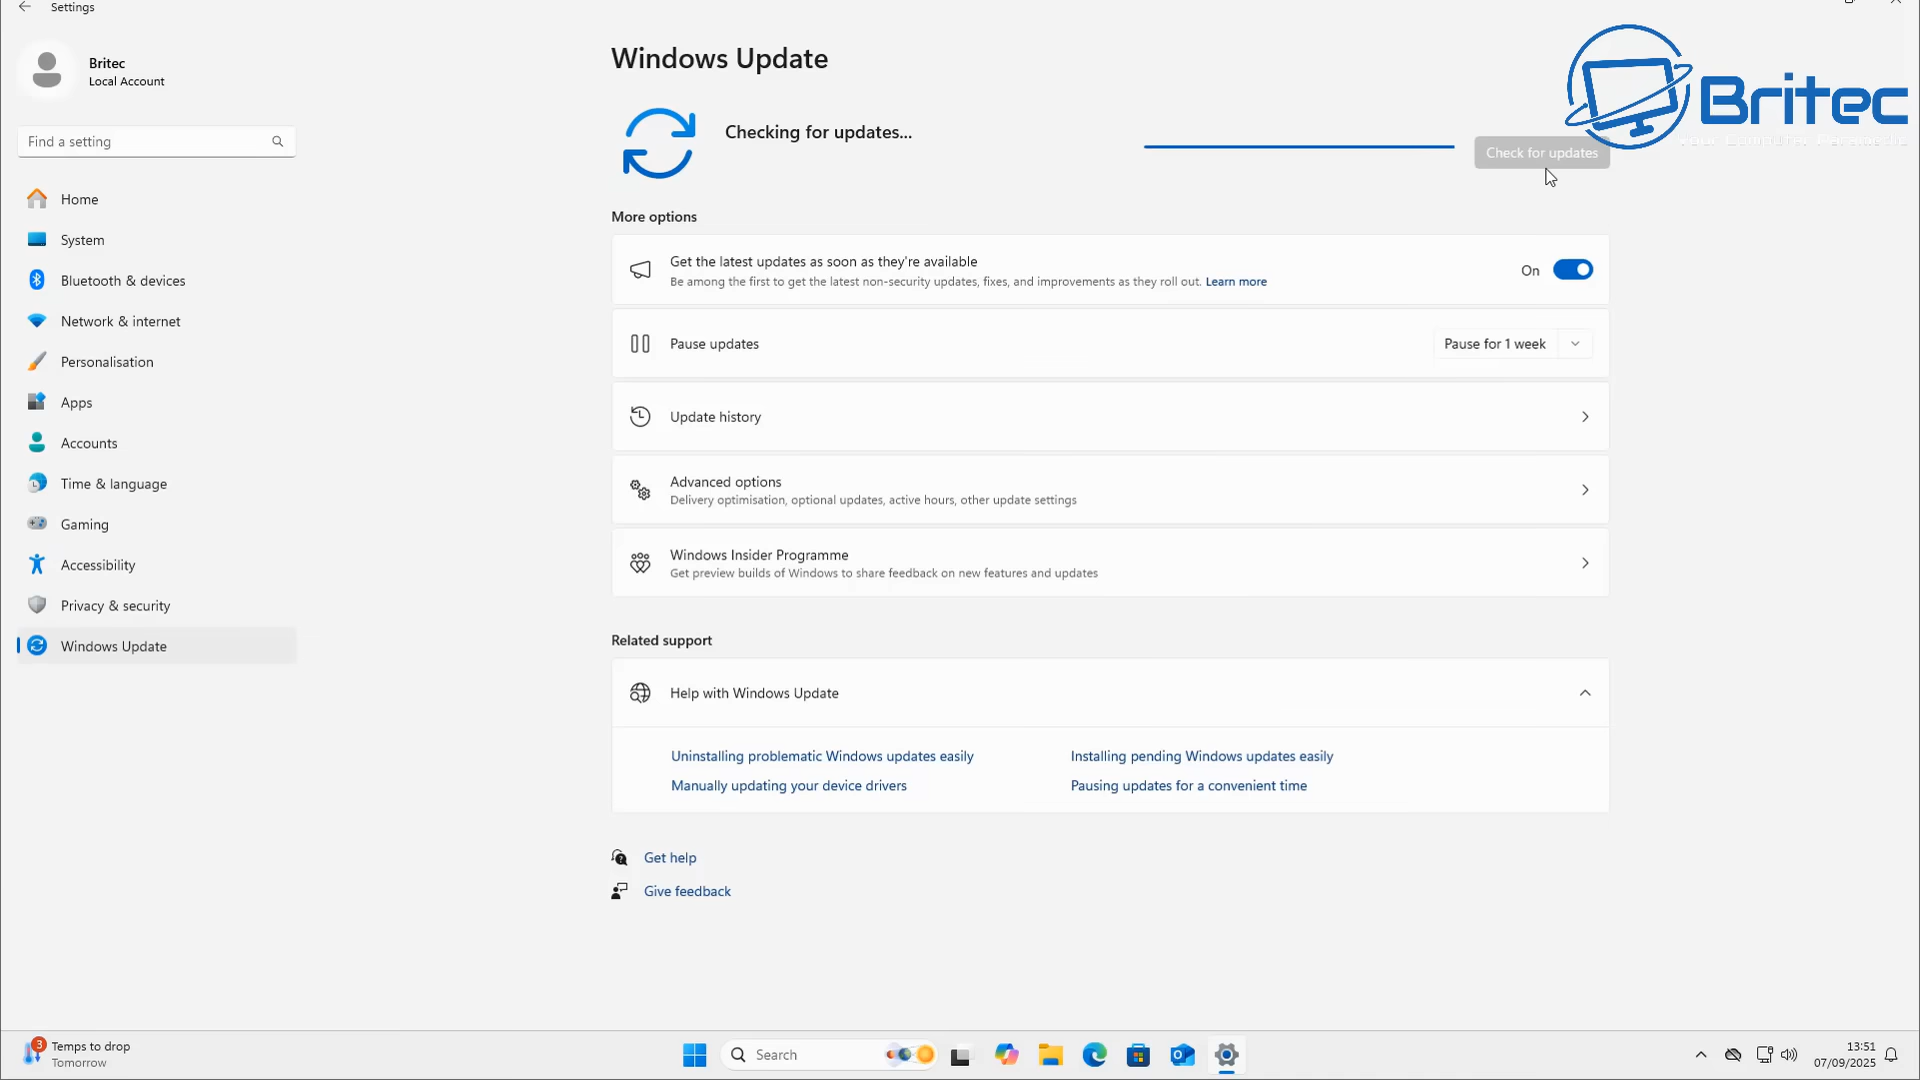 Settings
Britec
Local Account
Find a setting
Home
System
Bluetooth & devices
Network & internet
Personalisation
Apps
Accounts
Time & language
Gaming
Accessibility
Privacy & security
Windows Update
Windows Update
Checking for updates...
Check for updates
Britec
your Computer Paramedic
More options
Get the latest updates as soon as they're available
Be among the first to get the latest non-security updates, fixes, and improvements as they roll out. Learn more
On
Pause updates
Pause for 1 week
Update history
Advanced options
Delivery optimisation, optional updates, active hours, other update settings
Windows Insider Programme
Get preview builds of Windows to share feedback on new features and updates
Related support
Help with Windows Update
Uninstalling problematic Windows updates easily
Installing pending Windows updates easily
Manually updating your device drivers
Pausing updates for a convenient time
Get help
Give feedback
3
Temps to drop
Tomorrow
Search
13:51
07/09/2025